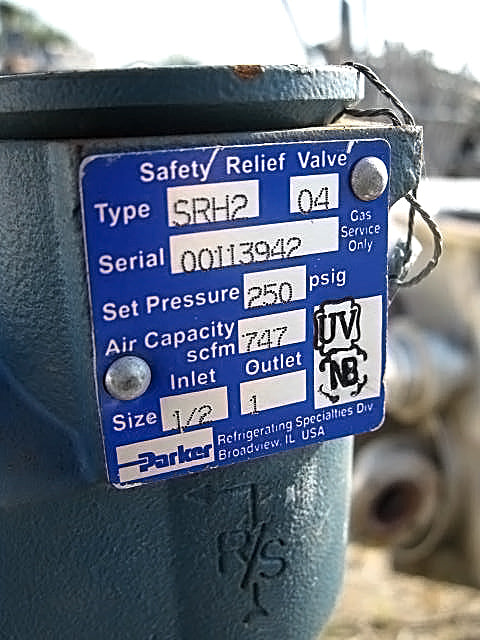 Safety Relief Valve
Type SRH2 04
Gas
Service
Only
Serial 00113942
Set Pressure 250 psig
Air Capacity
scfm 747
UV
NB
Inlet Outlet
Size 1/2 1
Parker Refrigerating Specialties Div
Broadview, IL USA
R/S